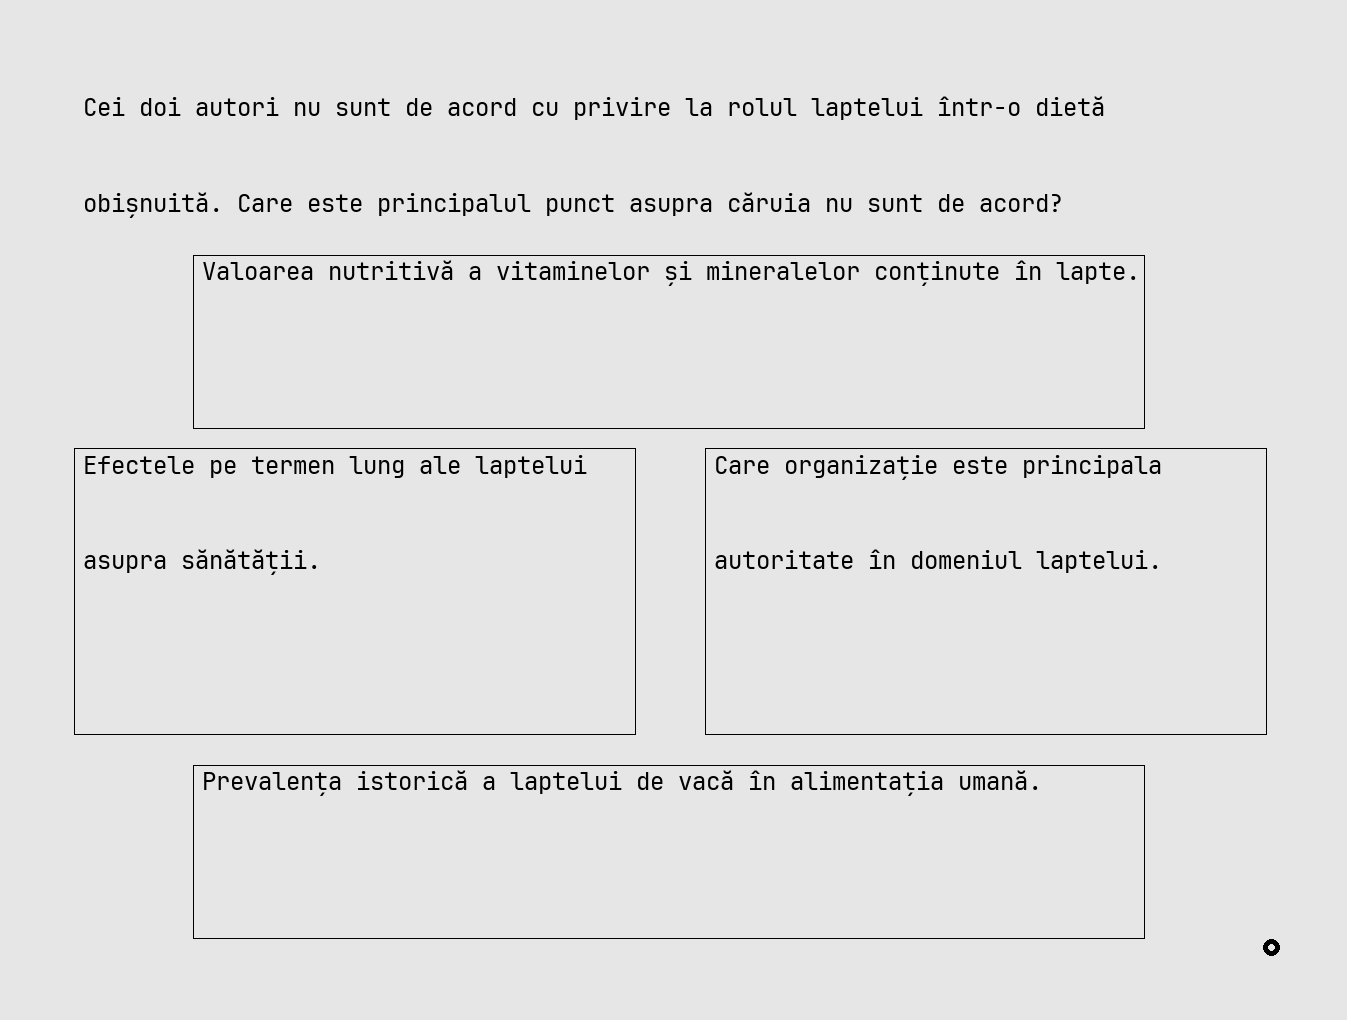 Cei doi autori nu sunt de acord cu privire la rolul laptelui într-o dietă
obișnuită. Care este principalul punct asupra căruia nu sunt de acord?
Valoarea nutritivă a vitaminelor și mineralelor conținute în lapte.
Efectele pe termen lung ale laptelui
asupra sănătății.
Care organizație este principala
autoritate în domeniul laptelui.
Prevalența istorică a laptelui de vacă în alimentația umană.